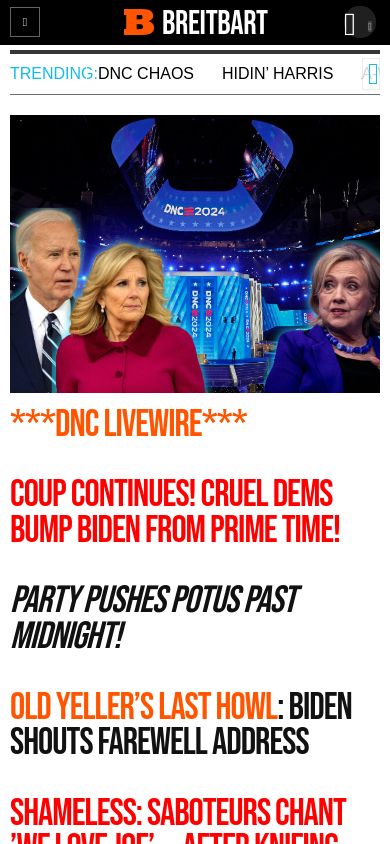 BREITBART
TRENDING: DNC CHAOS HIDIN' HARRIS
DNC 2024
DNC 2024
DNC 2024
***DNC LIVEWIRE***
COUP CONTINUES! CRUEL DEMS
BUMP BIDEN FROM PRIME TIME!
PARTY PUSHES POTUS PAST
MIDNIGHT!
OLD YELLER’S LAST HOWL: BIDEN
SHOUTS FAREWELL ADDRESS
SHAMELESS: SABOTEURS CHANT
’WE LOVE JOE’... AFTER KNIFING